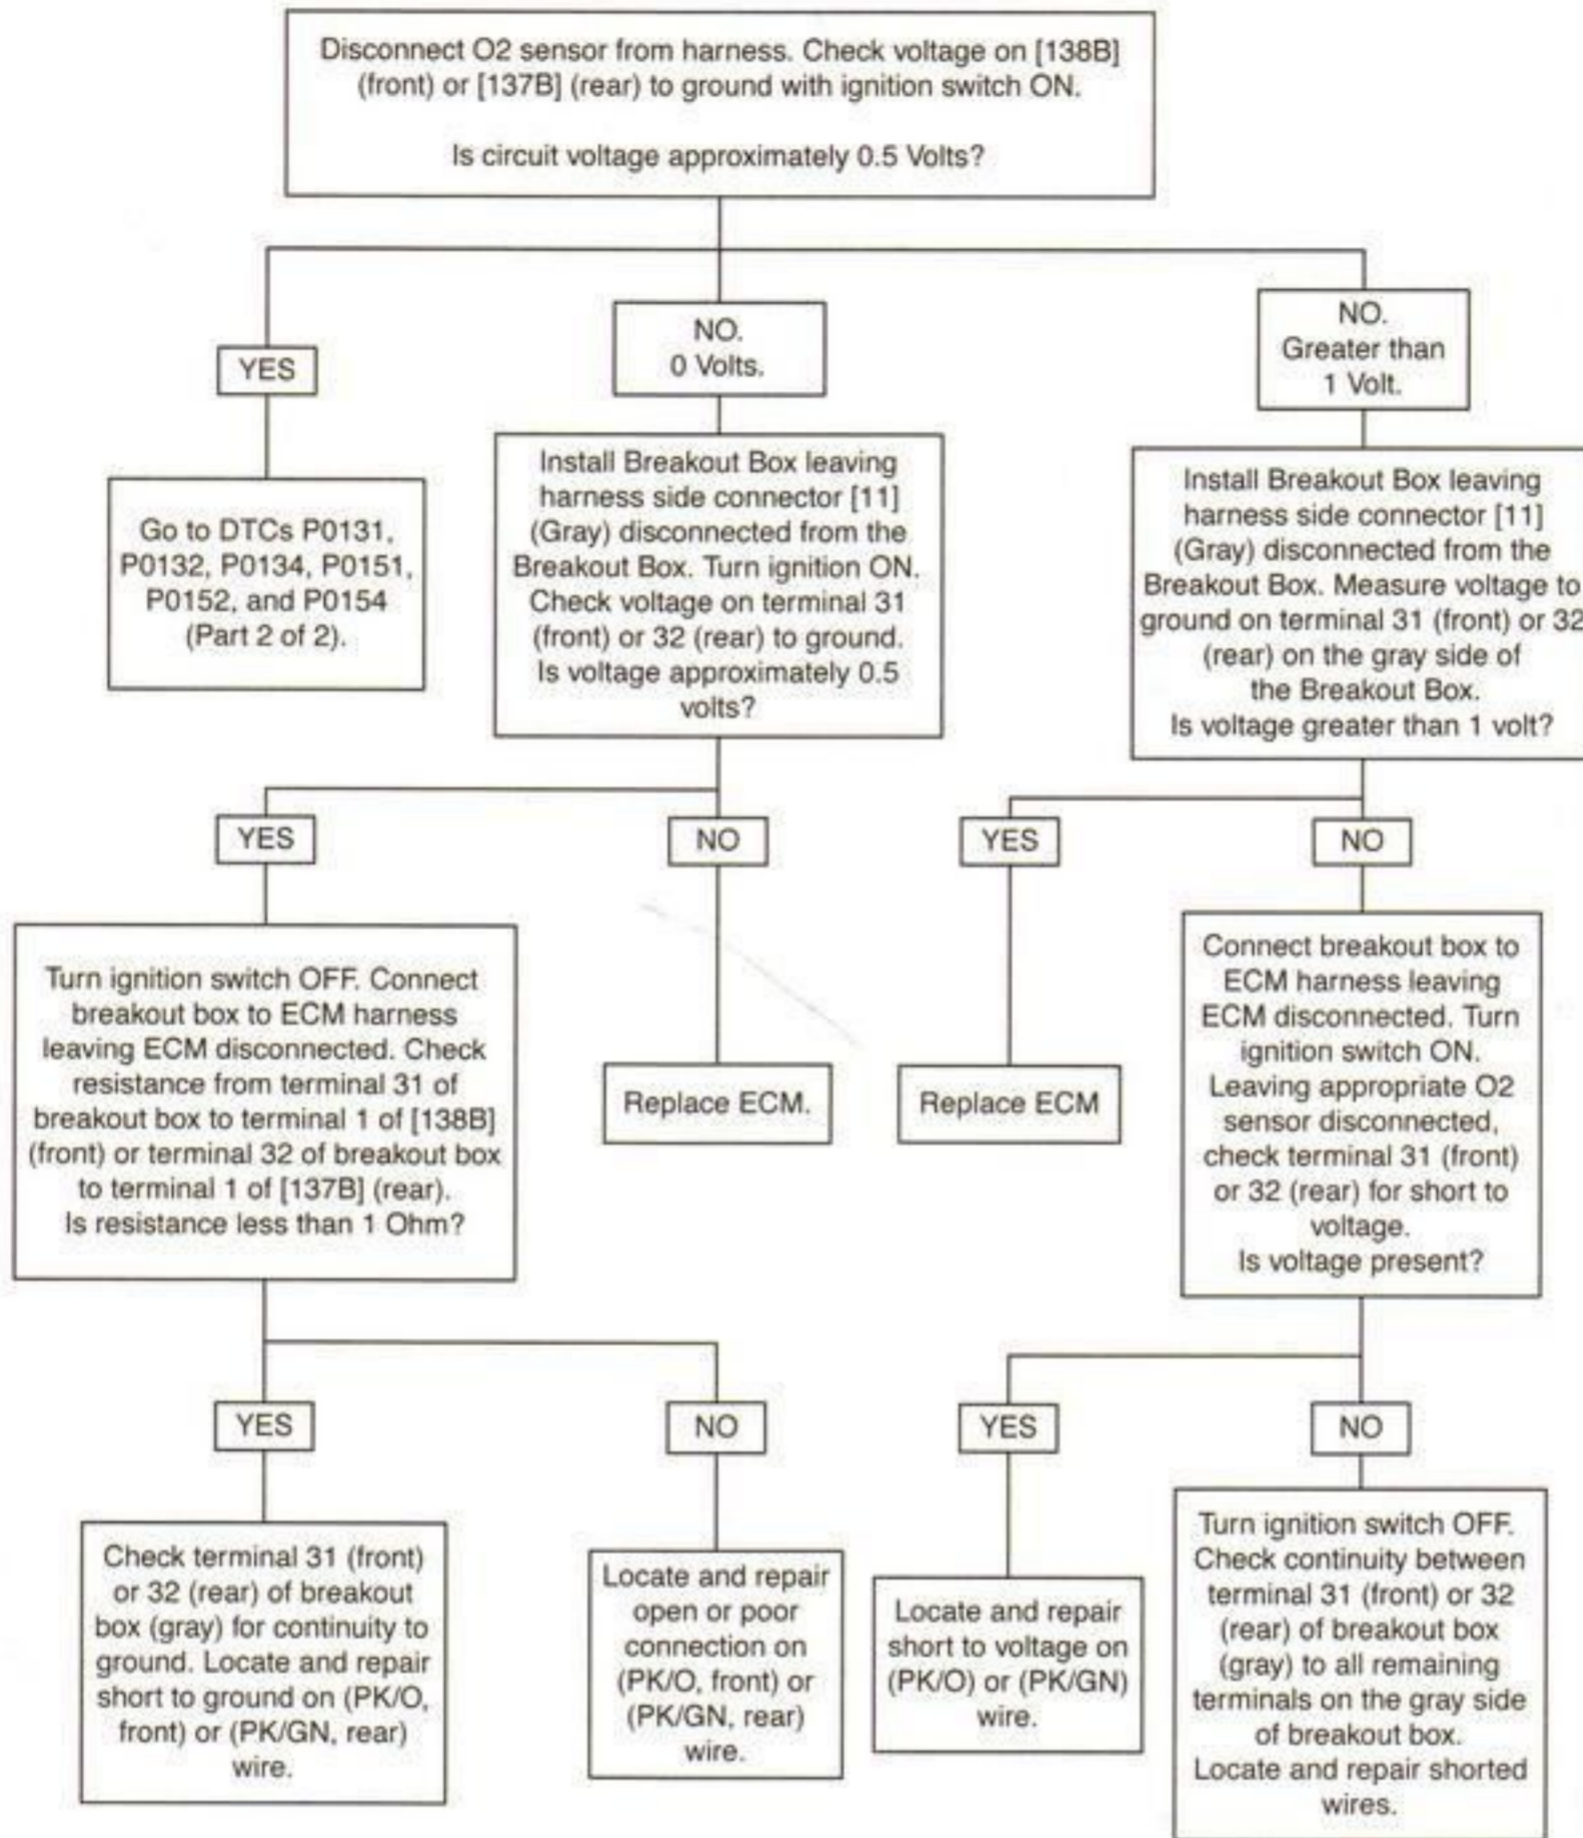 Disconnect O2 sensor from harness. Check voltage on [138B]
(front) or [137B] (rear) to ground with ignition switch ON.
Is circuit voltage approximately 0.5 Volts?
YES
NO.
0 Volts.
NO.
Greater than
1 Volt.
Go to DTCs P0131,
P0132, P0134, P0151,
P0152, and P0154
(Part 2 of 2).
Install Breakout Box leaving
harness side connector [11]
(Gray) disconnected from the
Breakout Box. Turn ignition ON.
Check voltage on terminal 31
(front) or 32 (rear) to ground.
Is voltage approximately 0.5
volts?
Install Breakout Box leaving
harness side connector [11]
(Gray) disconnected from the
Breakout Box. Measure voltage to
ground on terminal 31 (front) or 32
(rear) on the gray side of
the Breakout Box.
Is voltage greater than 1 volt?
YES
NO
YES
NO
Turn ignition switch OFF. Connect
breakout box to ECM harness
leaving ECM disconnected. Check
resistance from terminal 31 of
breakout box to terminal 1 of [138B]
(front) or terminal 32 of breakout box
to terminal 1 of [137B] (rear).
Is resistance less than 1 Ohm?
Replace ECM.
Replace ECM
Connect breakout box to
ECM harness leaving
ECM disconnected. Turn
ignition switch ON.
Leaving appropriate O2
sensor disconnected,
check terminal 31 (front)
or 32 (rear) for short to
voltage.
Is voltage present?
YES
NO
YES
NO
Check terminal 31 (front)
or 32 (rear) of breakout
box (gray) for continuity to
ground. Locate and repair
short to ground on (PK/O,
front) or (PK/GN, rear)
wire.
Locate and repair
open or poor
connection on
(PK/O, front) or
(PK/GN, rear)
wire.
Locate and repair
short to voltage on
(PK/O) or (PK/GN)
wire.
Turn ignition switch OFF.
Check continuity between
terminal 31 (front) or 32
(rear) of breakout box
(gray) to all remaining
terminals on the gray side
of breakout box.
Locate and repair shorted
wires.